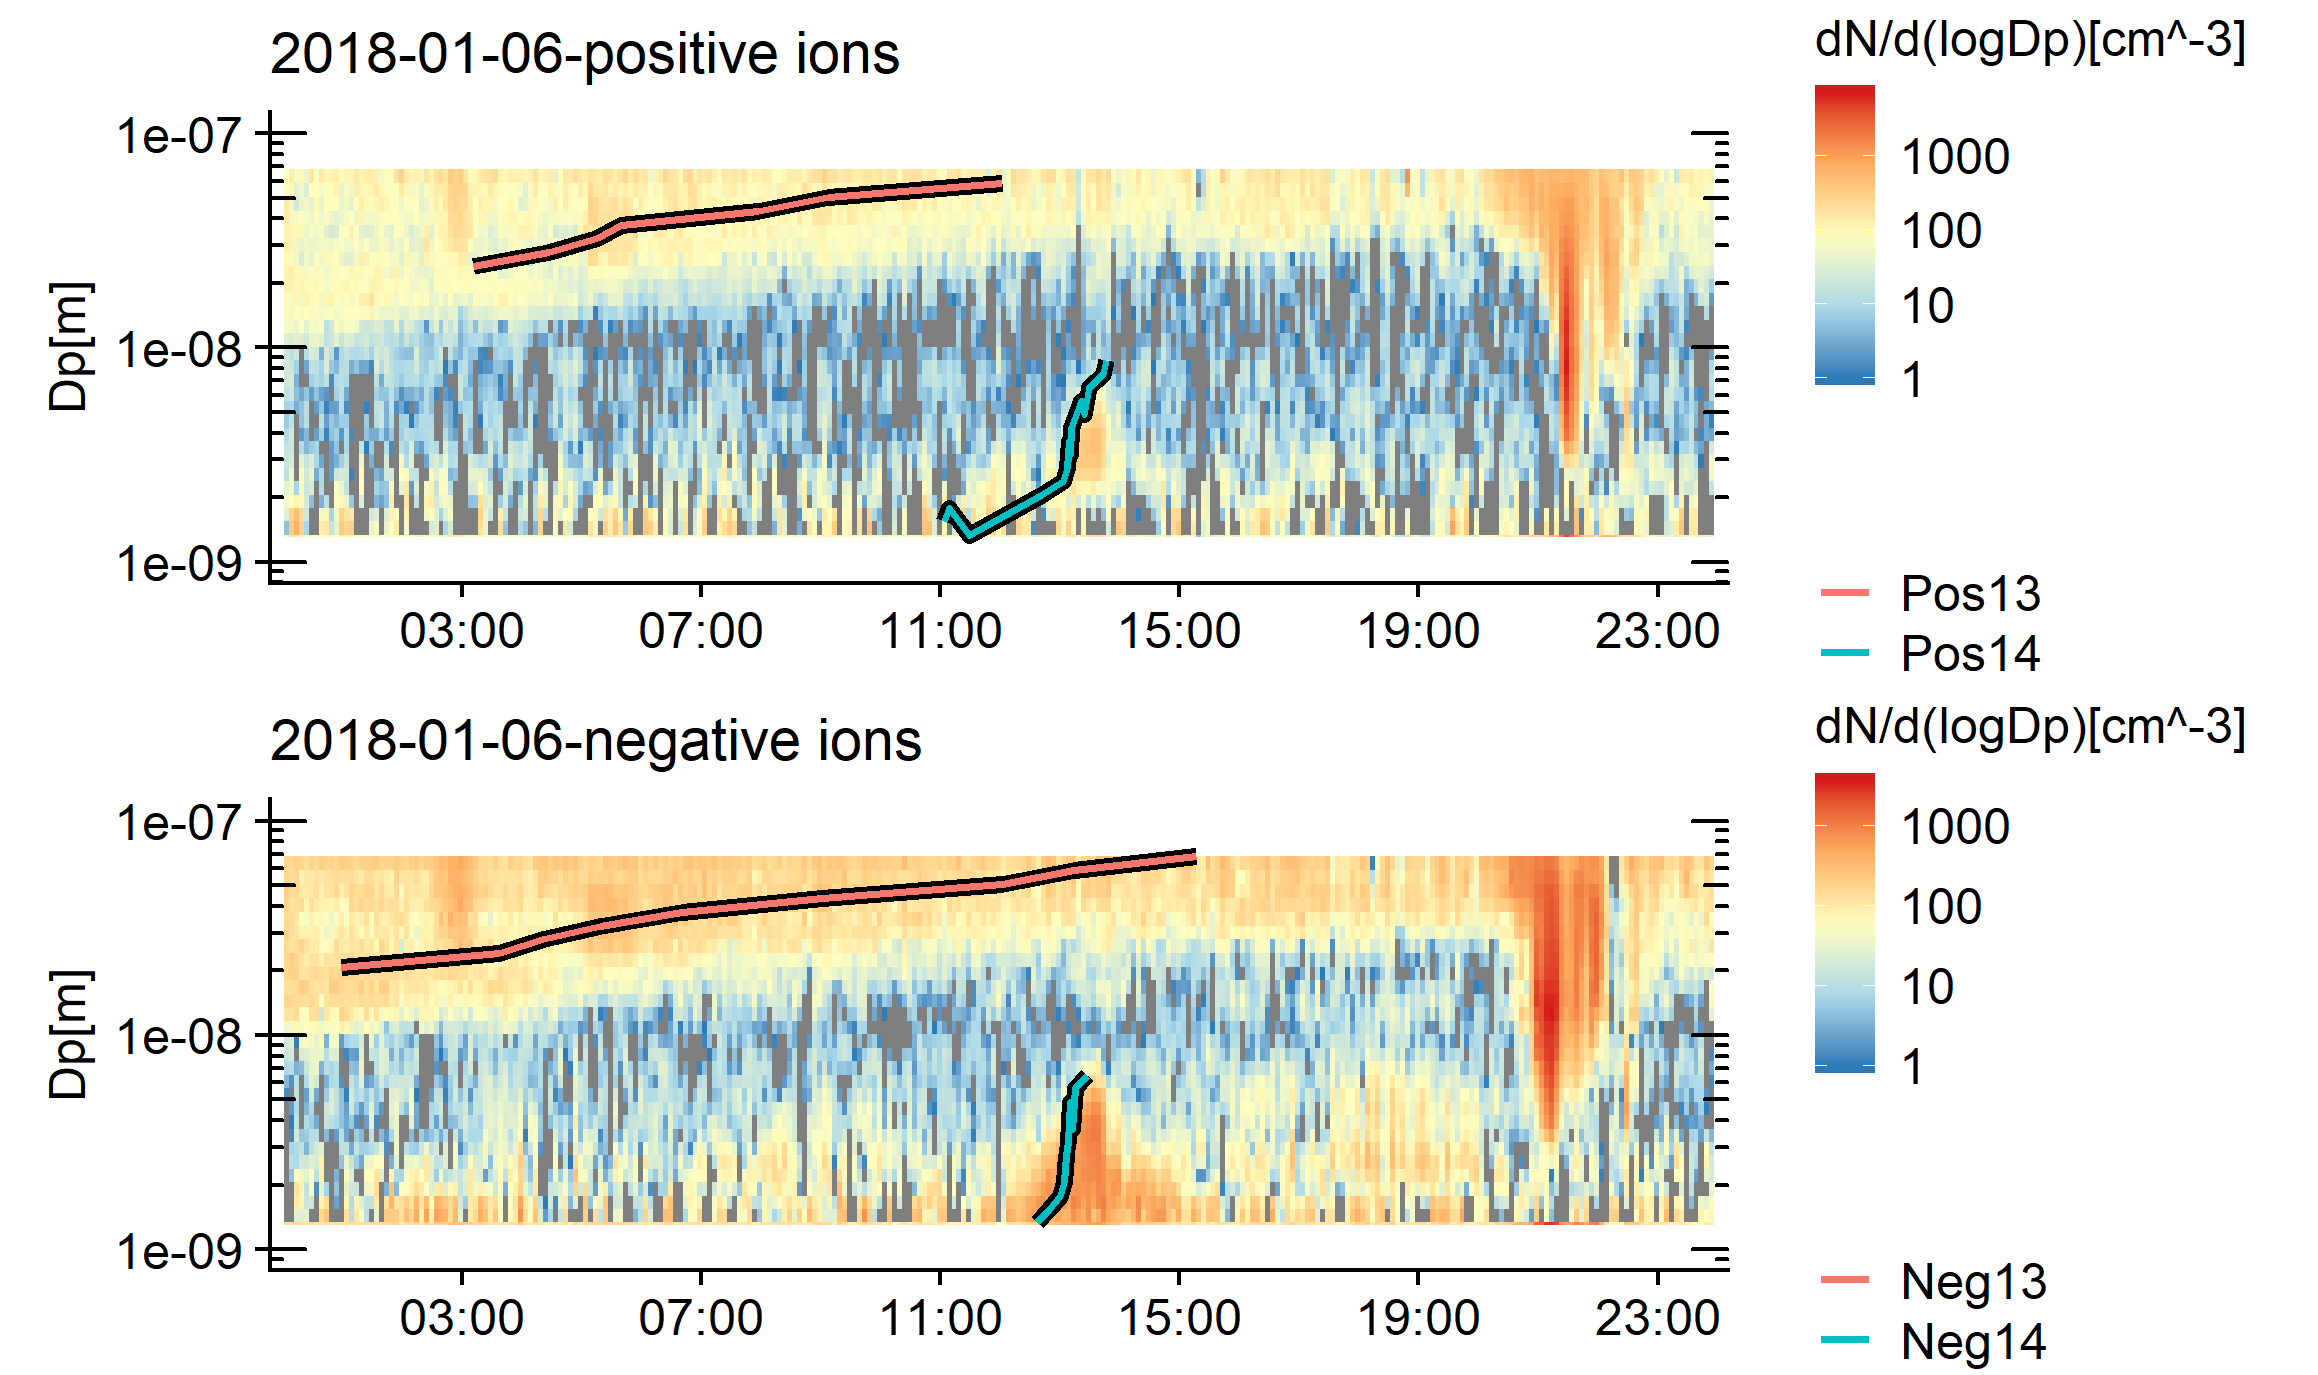 2018-01-06-positive ions
dN/d(logDp)[cm^-3]
1000
100
10
1
Dp[m]
1e-07
1e-08
1e-09
03:00 07:00 11:00 15:00 19:00 23:00
Pos13
Pos14
2018-01-06-negative ions
dN/d(logDp)[cm^-3]
1000
100
10
1
Dp[m]
1e-07
1e-08
1e-09
03:00 07:00 11:00 15:00 19:00 23:00
Neg13
Neg14